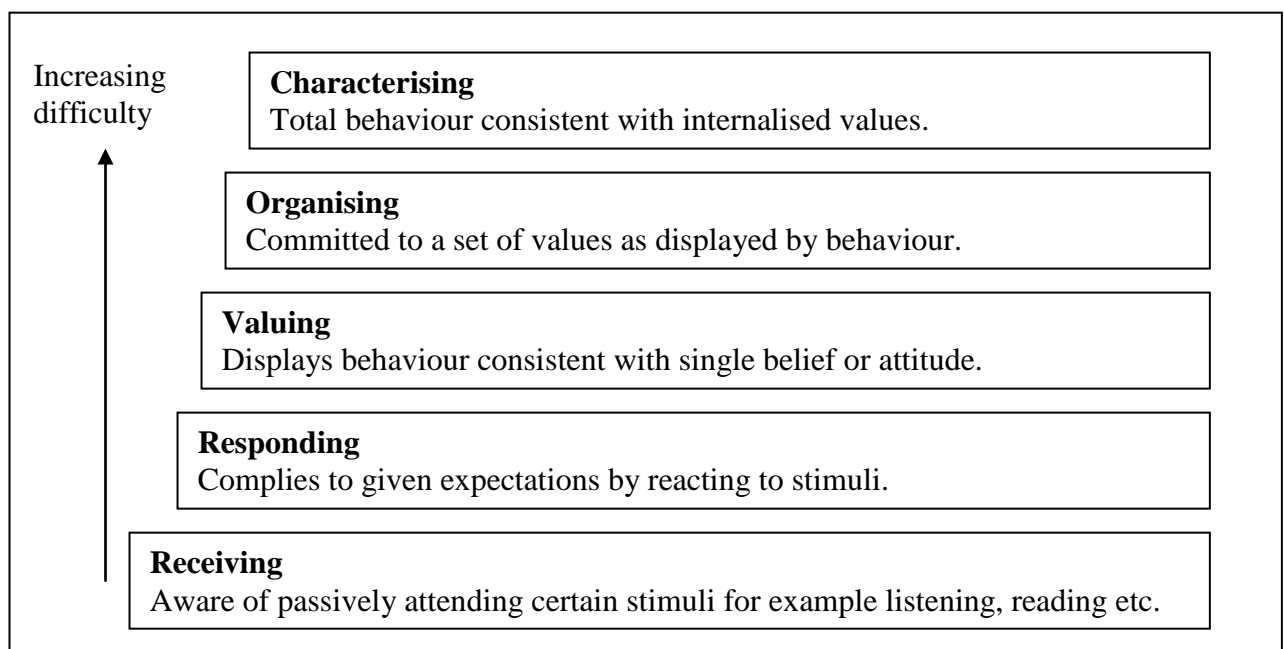 Increasing
difficulty
Characterising
Total behaviour consistent with internalised values.
Organising
Committed to a set of values as displayed by behaviour.
Valuing
Displays behaviour consistent with single belief or attitude.
Responding
Complies to given expectations by reacting to stimuli.
Receiving
Aware of passively attending certain stimuli for example listening, reading etc.